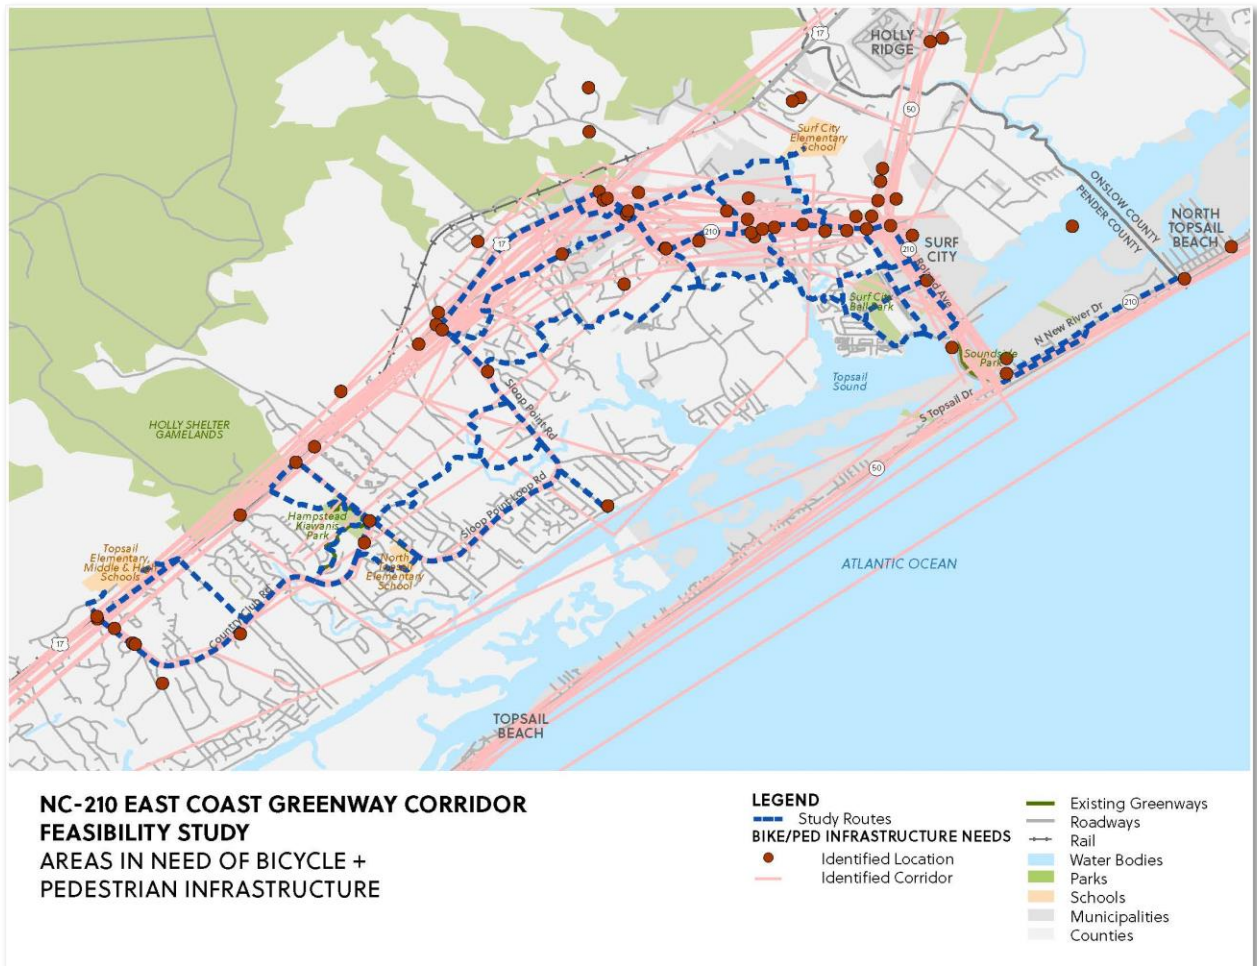 17
HOLLY
RIDGE
50
Surf City
Elementary
School
ONSLOW COUNTY
PENDER COUNTY
NORTH
TOPSAIL
BEACH
17
210
210
SURF
CITY
Roland Ave
Surf City
Ball Park
210
N New River Dr
Soundside
Park
Topsail
Sound
S Topsail Dr
Sloop Point Rd
HOLLY SHELTER
GAMELANDS
50
Sloop Point Loop Rd
Hampstead
Kiawanis
Park
North
Topsail
Elementary
School
Topsail
Elementary,
Middle & High
Schools
ATLANTIC OCEAN
Country Club Rd
17
TOPSAIL
BEACH
NC-210 EAST COAST GREENWAY CORRIDOR
FEASIBILITY STUDY
AREAS IN NEED OF BICYCLE +
PEDESTRIAN INFRASTRUCTURE
LEGEND
Study Routes
BIKE/PED INFRASTRUCTURE NEEDS
Identified Location
Identified Corridor
Existing Greenways
Roadways
Rail
Water Bodies
Parks
Schools
Municipalities
Counties